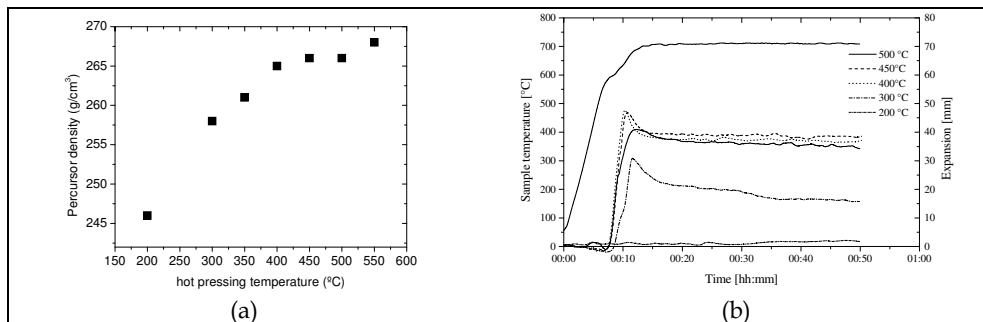 270
265
260
255
250
245
Percursor density (g/cm³)
150 200 250 300 350 400 450 500 550 600
hot pressing temperature (ºC)
(a)
800
700
600
500
400
300
200
100
0
Sample temperature [°C]
500 °C
450°C
400°C
300 °C
200 °C
80
70
60
50
40
30
20
10
0
Expansion [mm]
00:00 00:10 00:20 00:30 00:40 00:50 01:00
Time [hh:mm]
(b)